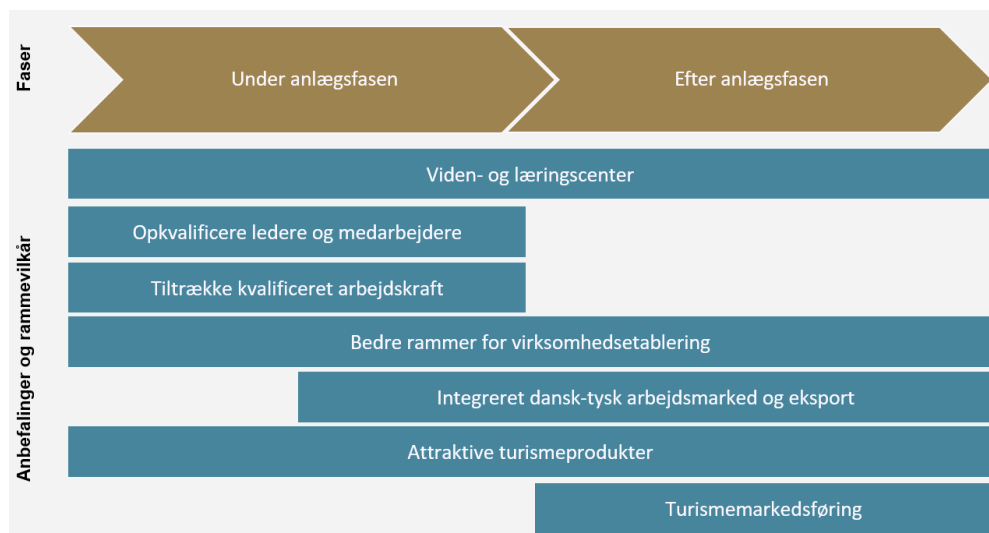 Faser
Under anlægsfasen
Efter anlægsfasen
Anbefalinger og rammevilkår
Viden- og læringscenter
Opkvalificere ledere og medarbejdere
Tiltrække kvalificeret arbejdskraft
Bedre rammer for virksomhedsetablering
Integreret dansk-tysk arbejdsmarked og eksport
Attraktive turismeprodukter
Turismemarkedsføring